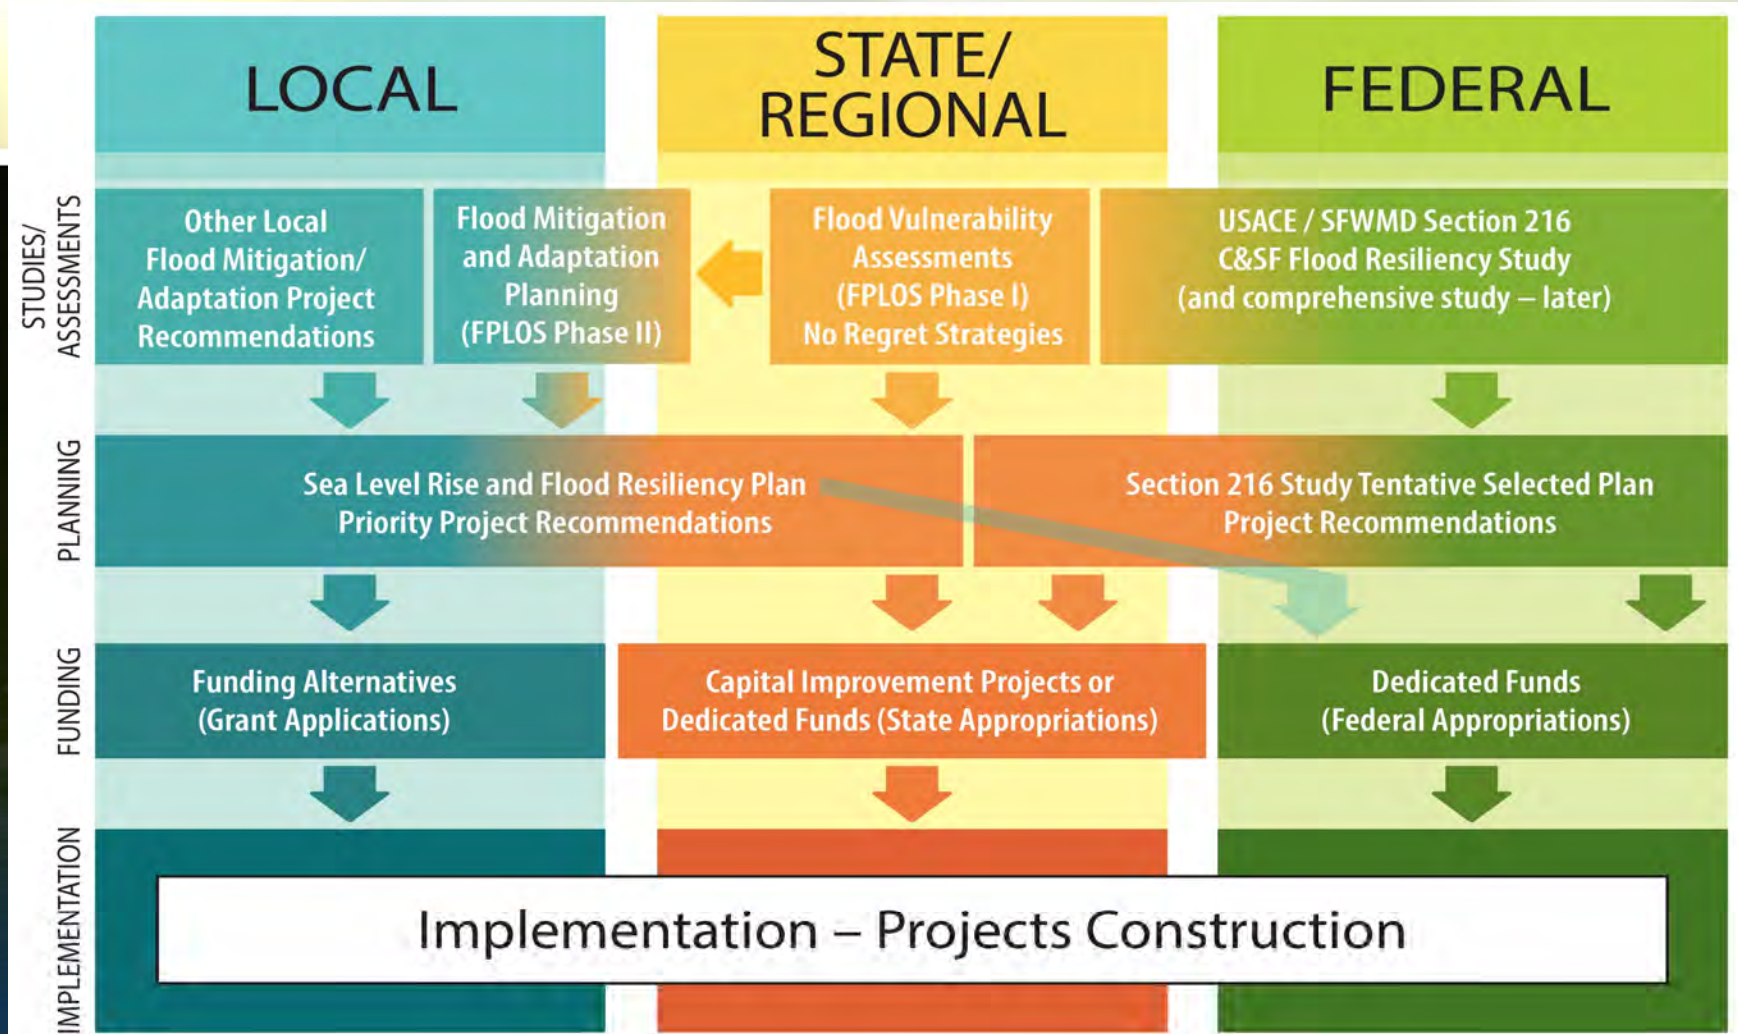 LOCAL
STATE/
REGIONAL
FEDERAL
STUDIES/
ASSESSMENTS
Other Local
Flood Mitigation/
Adaptation Project
Recommendations
Flood Mitigation
and Adaptation
Planning
(FPLOS Phase II)
Flood Vulnerability
Assessments
(FPLOS Phase I)
No Regret Strategies
USACE / SFWMD Section 216
C&SF Flood Resiliency Study
(and comprehensive study – later)
PLANNING
Sea Level Rise and Flood Resiliency Plan
Priority Project Recommendations
Section 216 Study Tentative Selected Plan
Project Recommendations
FUNDING
Funding Alternatives
(Grant Applications)
Capital Improvement Projects or
Dedicated Funds (State Appropriations)
Dedicated Funds
(Federal Appropriations)
IMPLEMENTATION
Implementation – Projects Construction